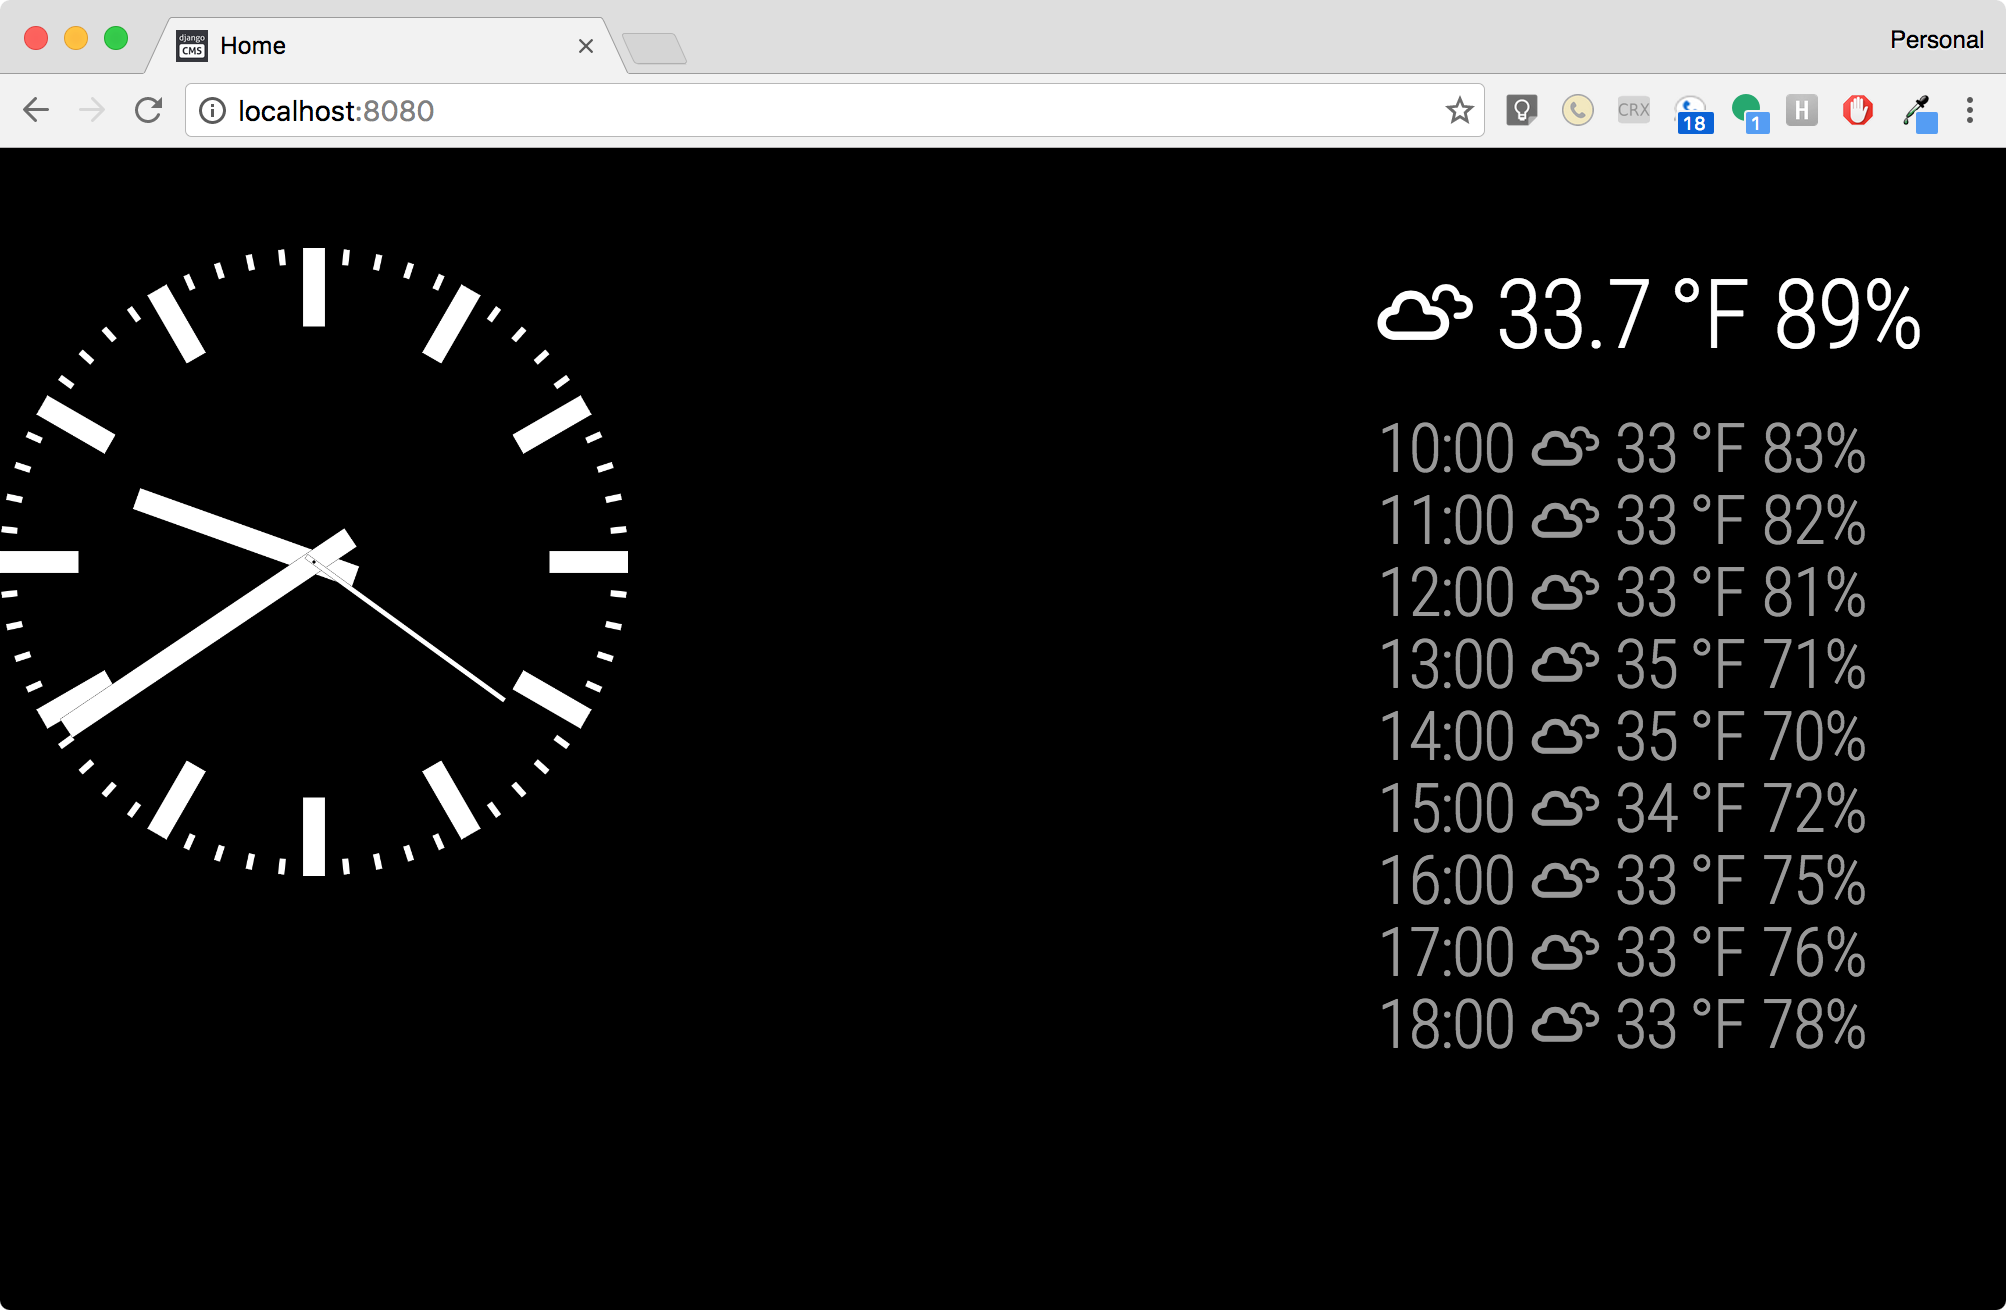 django
CMS
Home
Personal
localhost:8080
CRX
18
1
H
33.7 °F 89%
10:00 33 °F 83%
11:00 33 °F 82%
12:00 33 °F 81%
13:00 35 °F 71%
14:00 35 °F 70%
15:00 34 °F 72%
16:00 33 °F 75%
17:00 33 °F 76%
18:00 33 °F 78%